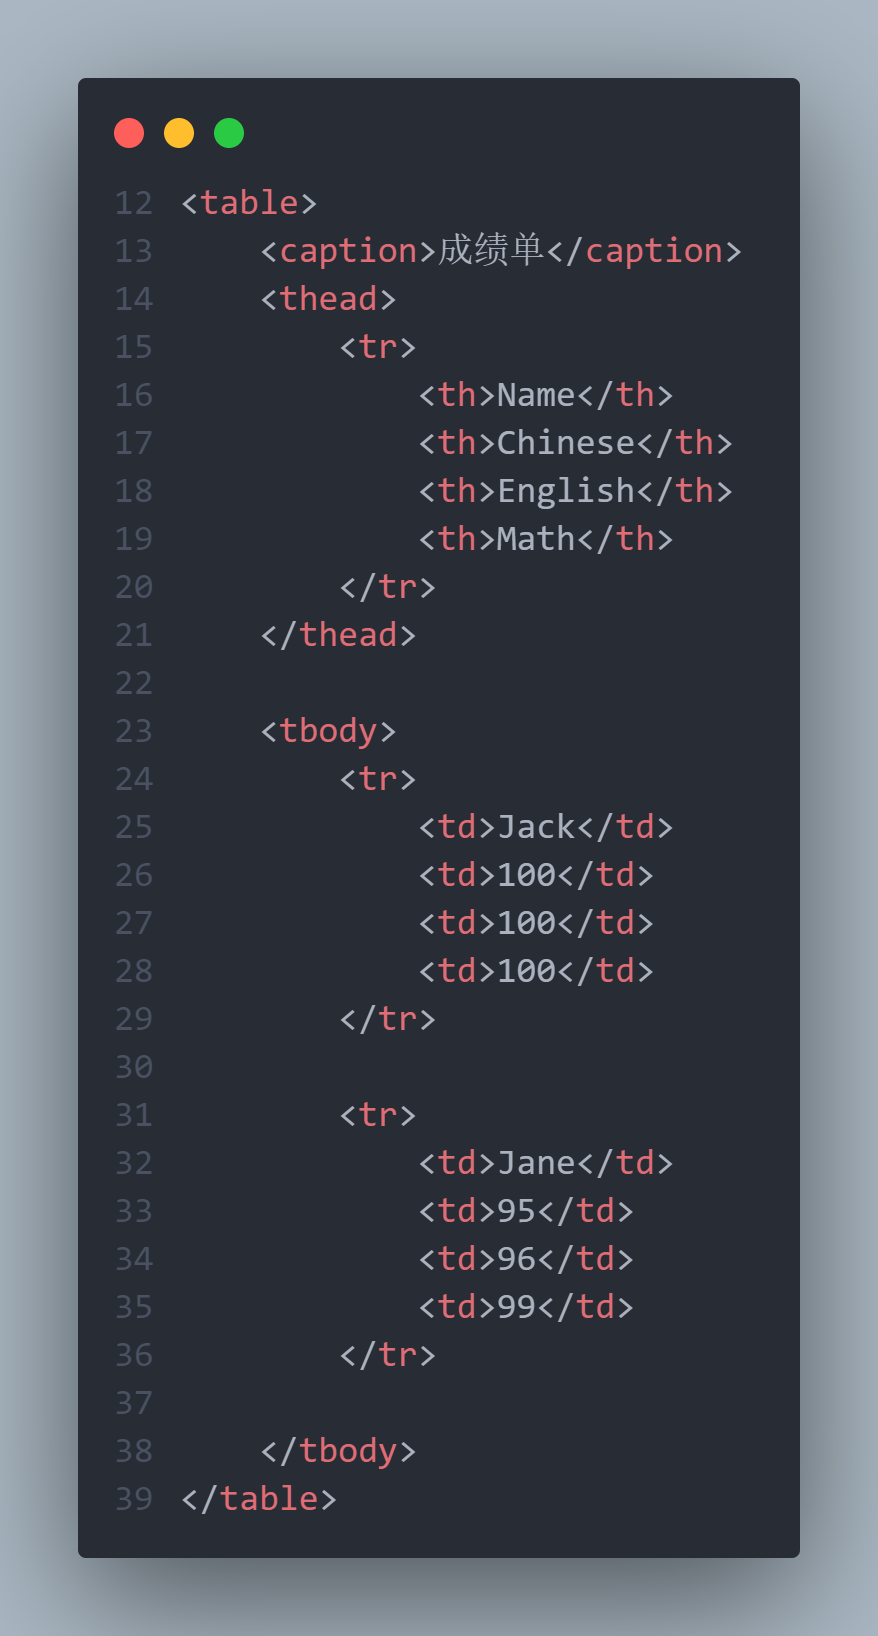 12 <table>
13     <caption>成绩单</caption>
14     <thead>
15         <tr>
16             <th>Name</th>
17             <th>Chinese</th>
18             <th>English</th>
19             <th>Math</th>
20         </tr>
21     </thead>
22
23     <tbody>
24         <tr>
25             <td>Jack</td>
26             <td>100</td>
27             <td>100</td>
28             <td>100</td>
29         </tr>
30
31         <tr>
32             <td>Jane</td>
33             <td>95</td>
34             <td>96</td>
35             <td>99</td>
36         </tr>
37
38     </tbody>
39 </table>